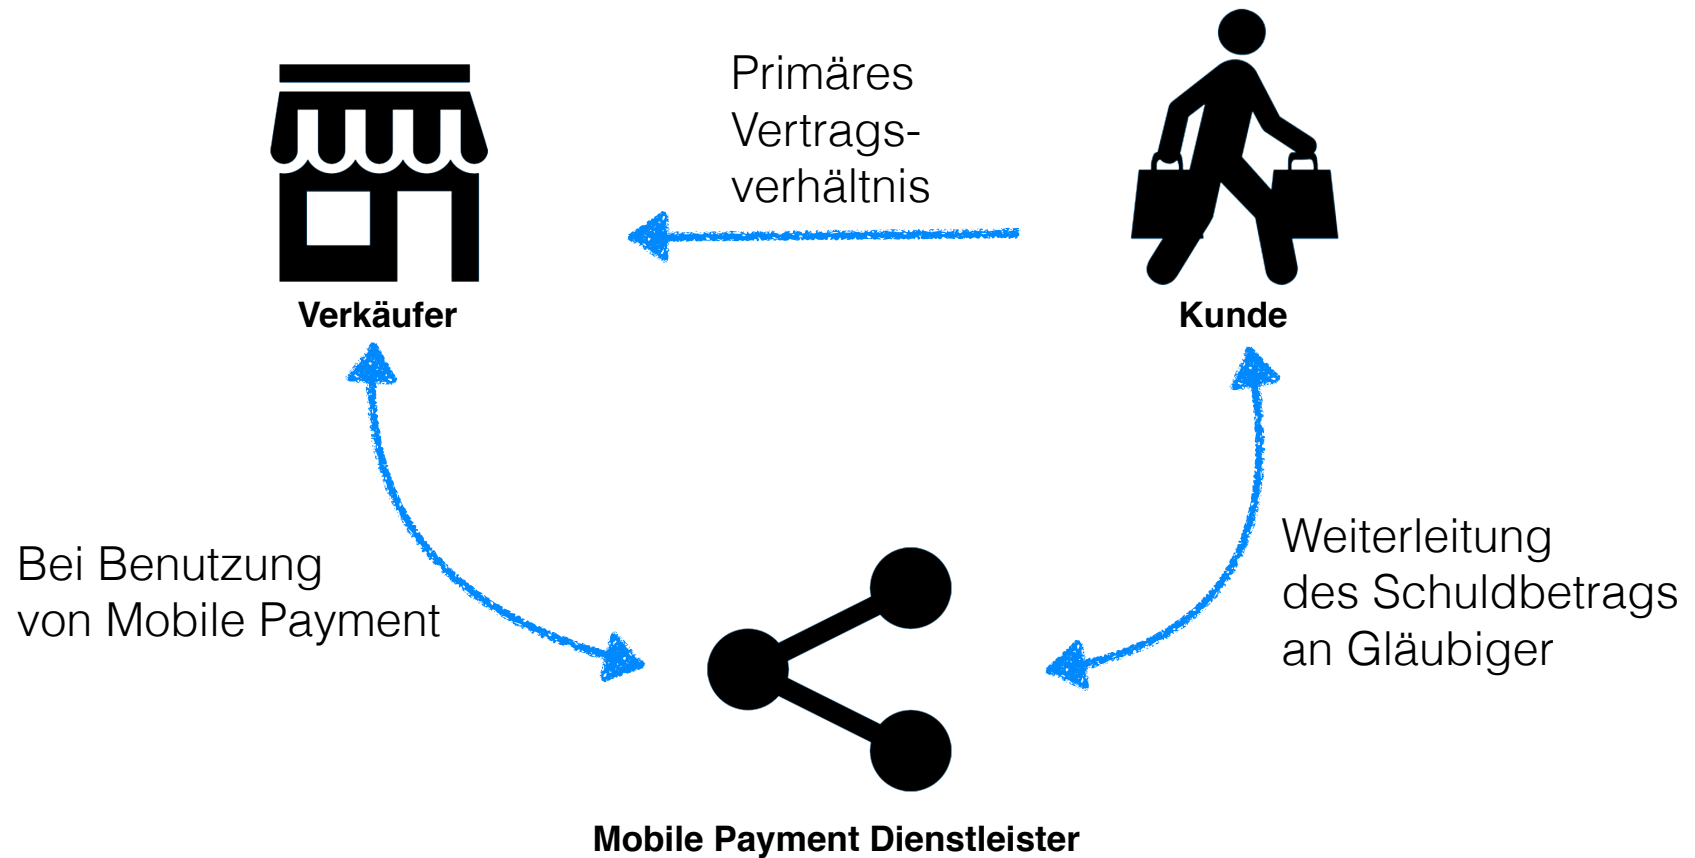 Primäres
Vertrags-
verhältnis
Verkäufer
Kunde
Bei Benutzung
von Mobile Payment
Weiterleitung
des Schuldbetrags
an Gläubiger
Mobile Payment Dienstleister